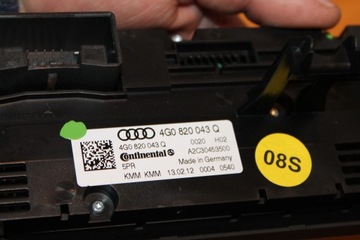 4G0 820 043 Q
4G0 820 043 Q 0020 H02
Continental A2C30453500
5PR Made in Germany
KMM KMM 13.02.12 0004 0540
08S